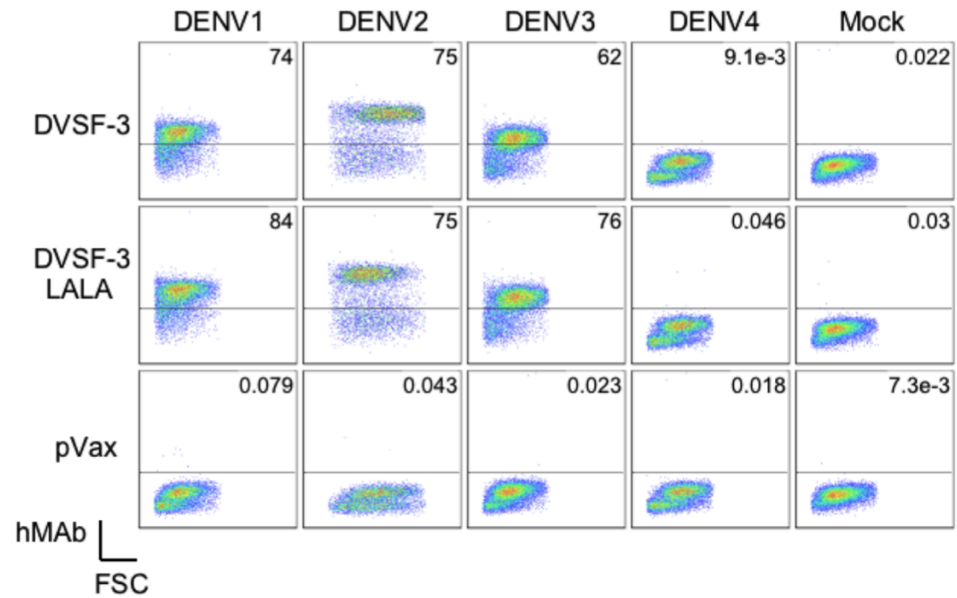 DENV1 DENV2 DENV3 DENV4 Mock
DVSF-3 74 75 62 9.1e-3 0.022
DVSF-3 LALA 84 75 76 0.046 0.03
pVax 0.079 0.043 0.023 0.018 7.3e-3
hMAb
FSC